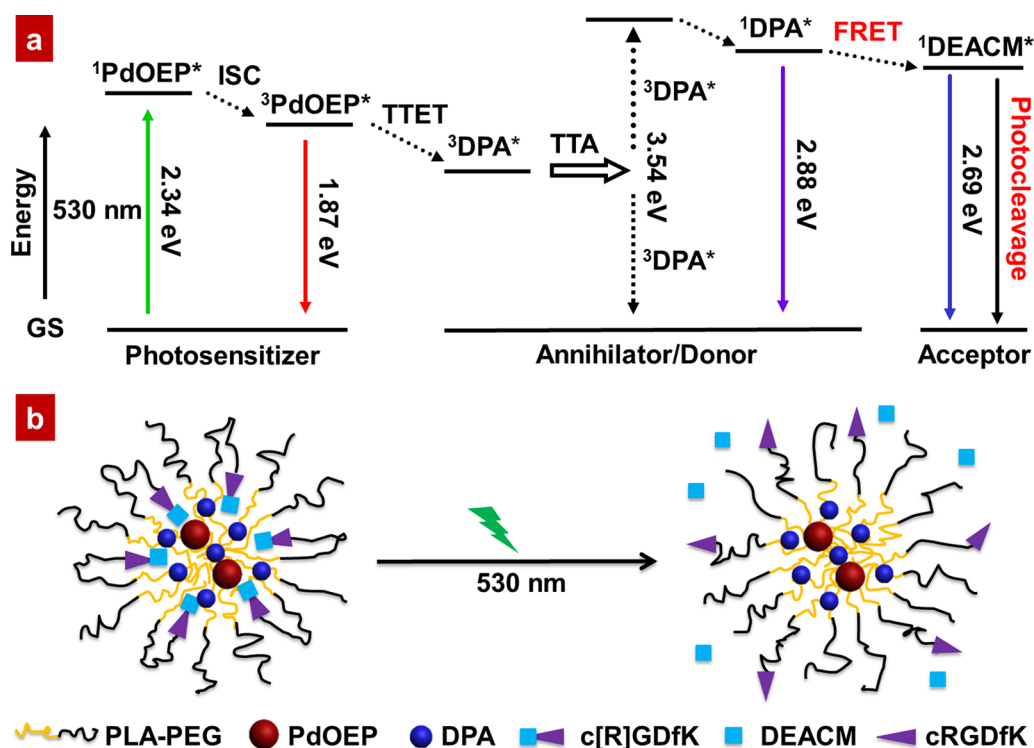 a
¹PdOEP*
ISC
³PdOEP*
TTET
³DPA*
TTA
³DPA*
3.54 eV
³DPA*
¹DPA*
FRET
¹DEACM*
Energy
530 nm
2.34 eV
1.87 eV
2.88 eV
2.69 eV
Photocleavage
GS
Photosensitizer
Annihilator/Donor
Acceptor
b
530 nm
PLA-PEG
PdOEP
DPA
c[R]GDfK
DEACM
cRGDfK